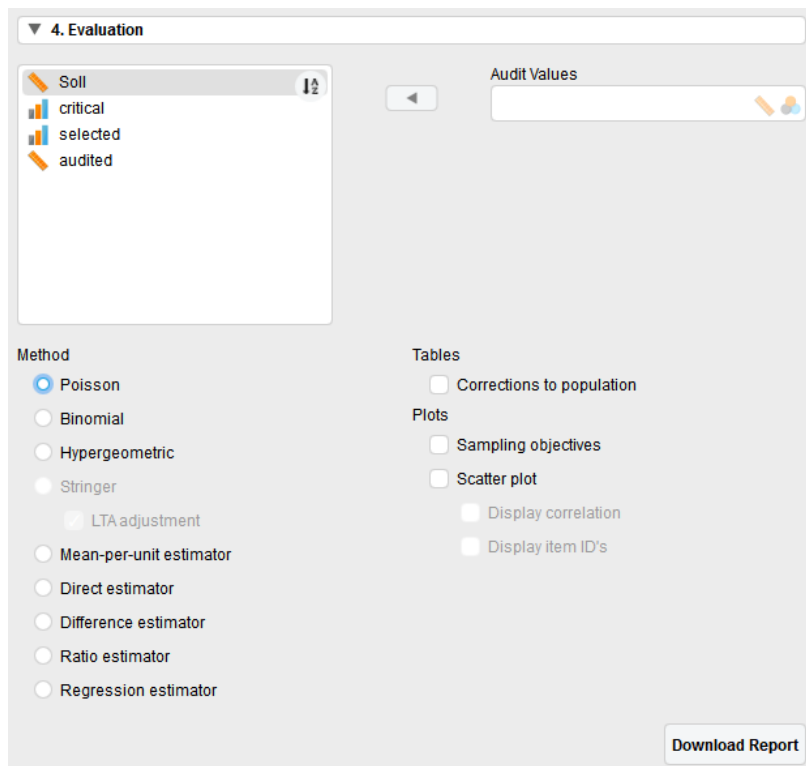 4. Evaluation
Soll
critical
selected
audited
Audit Values
Method
Poisson
Binomial
Hypergeometric
Stringer
LTA adjustment
Mean-per-unit estimator
Direct estimator
Difference estimator
Ratio estimator
Regression estimator
Tables
Corrections to population
Plots
Sampling objectives
Scatter plot
Display correlation
Display item ID's
Download Report